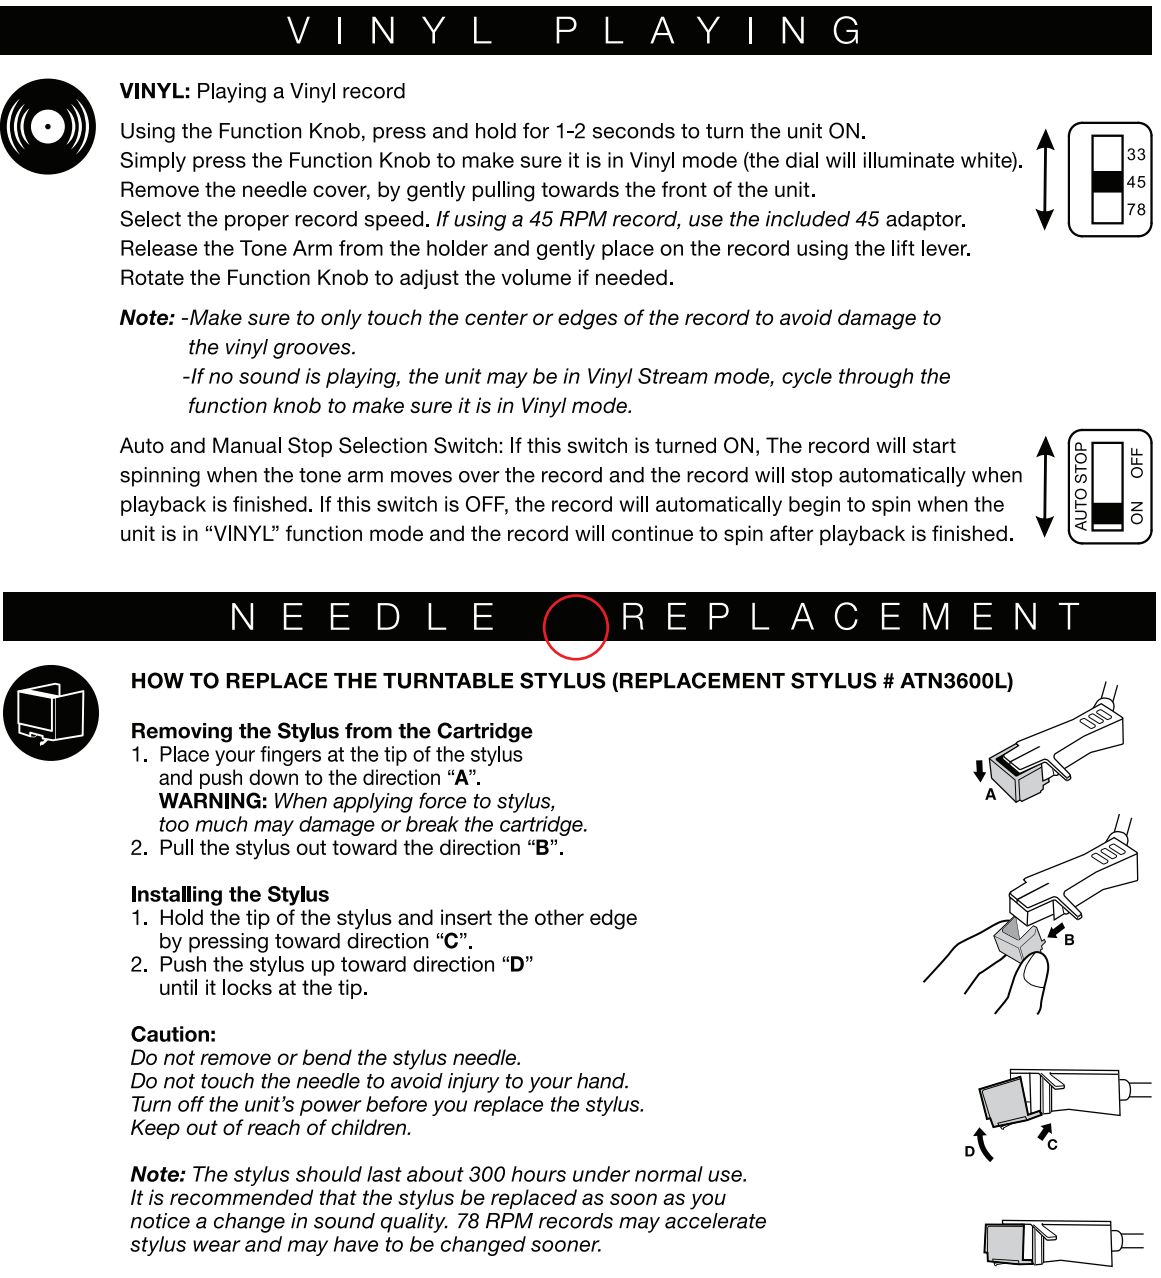 VINYL PLAYING
VINYL: Playing a Vinyl record
Using the Function Knob, press and hold for 1-2 seconds to turn the unit ON.
Simply press the Function Knob to make sure it is in Vinyl mode (the dial will illuminate white).
Remove the needle cover, by gently pulling towards the front of the unit.
Select the proper record speed. If using a 45 RPM record, use the included 45 adaptor.
Release the Tone Arm from the holder and gently place on the record using the lift lever.
Rotate the Function Knob to adjust the volume if needed.
33
45
78
Note: -Make sure to only touch the center or edges of the record to avoid damage to
the vinyl grooves.
-If no sound is playing, the unit may be in Vinyl Stream mode, cycle through the
function knob to make sure it is in Vinyl mode.
Auto and Manual Stop Selection Switch: If this switch is turned ON, The record will start
spinning when the tone arm moves over the record and the record will stop automatically when
playback is finished. If this switch is OFF, the record will automatically begin to spin when the
unit is in “VINYL” function mode and the record will continue to spin after playback is finished.
AUTO STOP
ON OFF
NEEDLE REPLACEMENT
HOW TO REPLACE THE TURNTABLE STYLUS (REPLACEMENT STYLUS # ATN3600L)
Removing the Stylus from the Cartridge
1. Place your fingers at the tip of the stylus
and push down to the direction “A”.
WARNING: When applying force to stylus,
too much may damage or break the cartridge.
2. Pull the stylus out toward the direction “B”.
A
B
Installing the Stylus
1. Hold the tip of the stylus and insert the other edge
by pressing toward direction “C”.
2. Push the stylus up toward direction “D”
until it locks at the tip.
Caution:
Do not remove or bend the stylus needle.
Do not touch the needle to avoid injury to your hand.
Turn off the unit’s power before you replace the stylus.
Keep out of reach of children.
D
C
Note: The stylus should last about 300 hours under normal use.
It is recommended that the stylus be replaced as soon as you
notice a change in sound quality. 78 RPM records may accelerate
stylus wear and may have to be changed sooner.